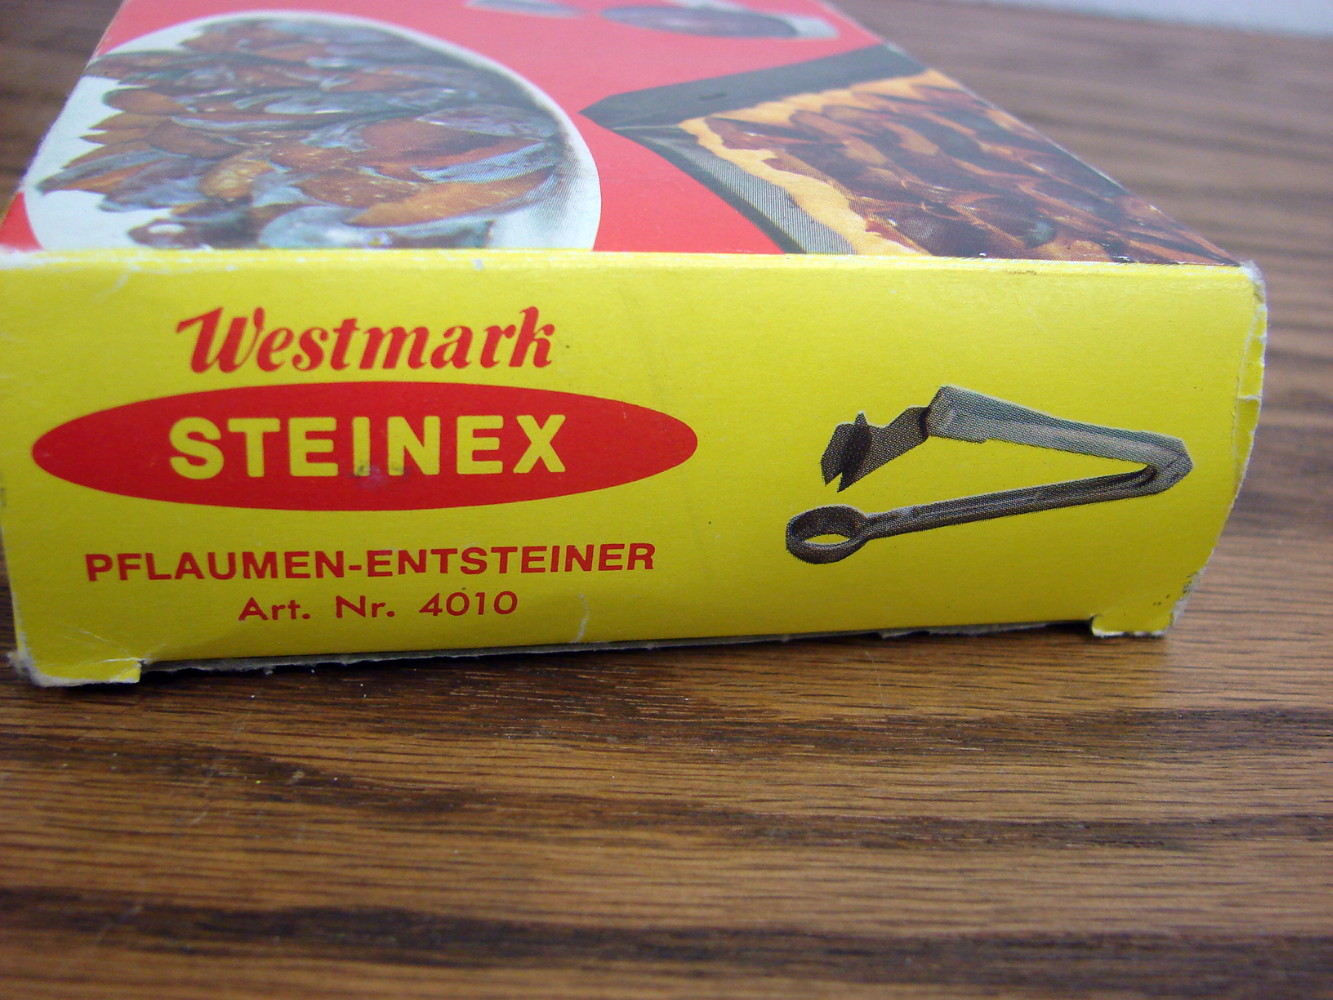 Westmark
STEINEX
PFLAUMEN-ENTSTEINER
Art. Nr. 4010